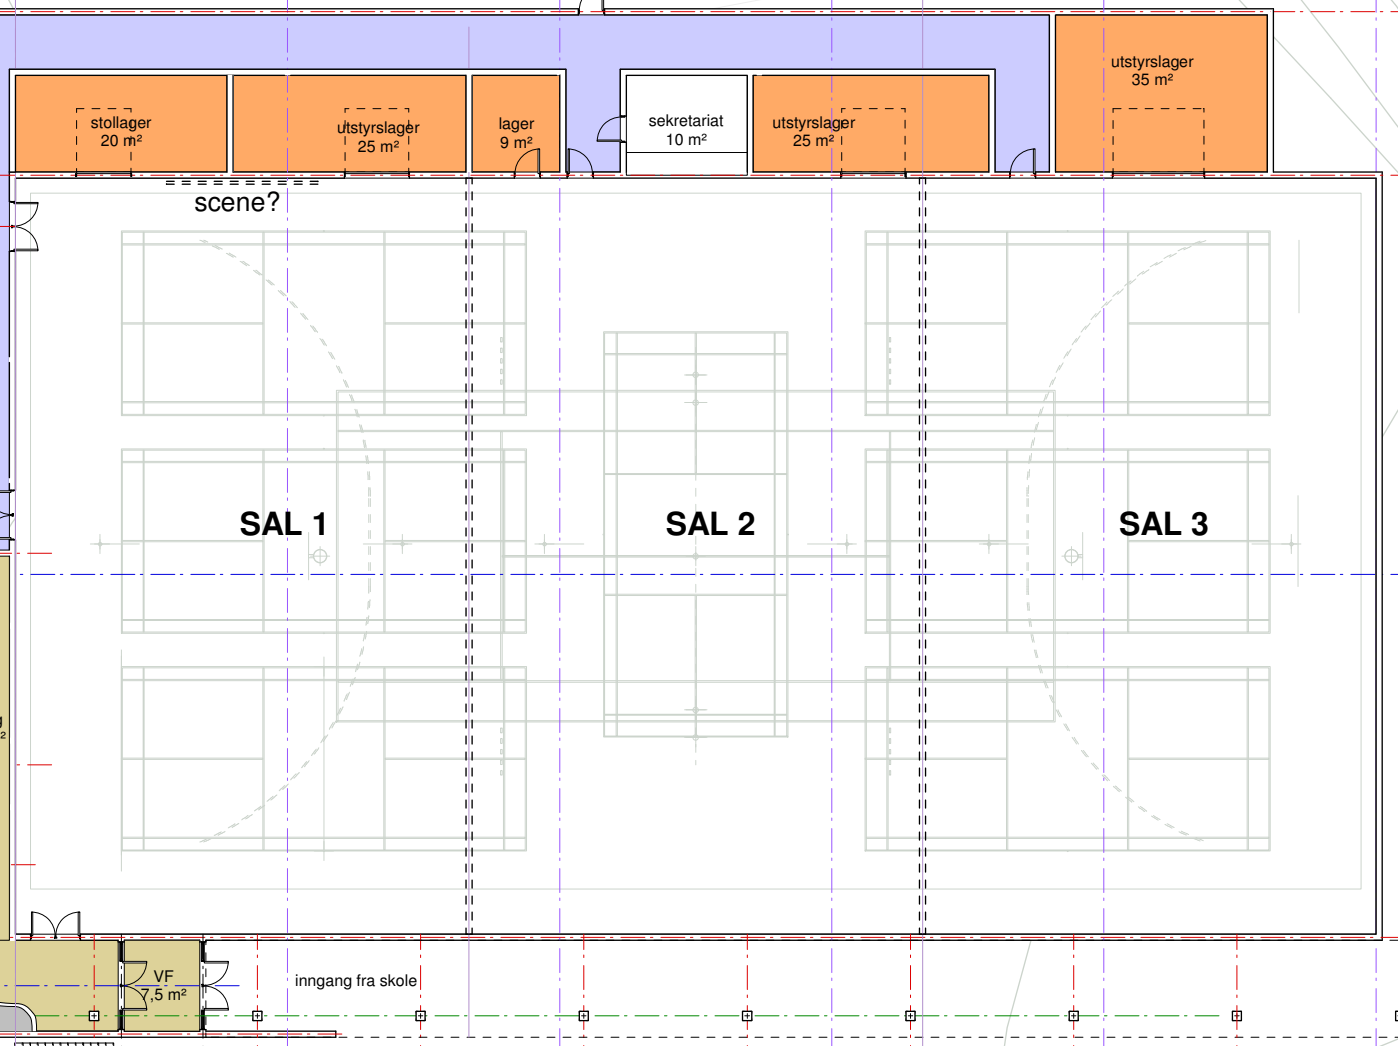 utstyrslager
35 m²
stollager
20 m²
utstyrslager
25 m²
lager
9 m²
sekretariat
10 m²
utstyrslager
25 m²
scene?
SAL 1
SAL 2
SAL 3
VF
7,5 m²
inngang fra skole